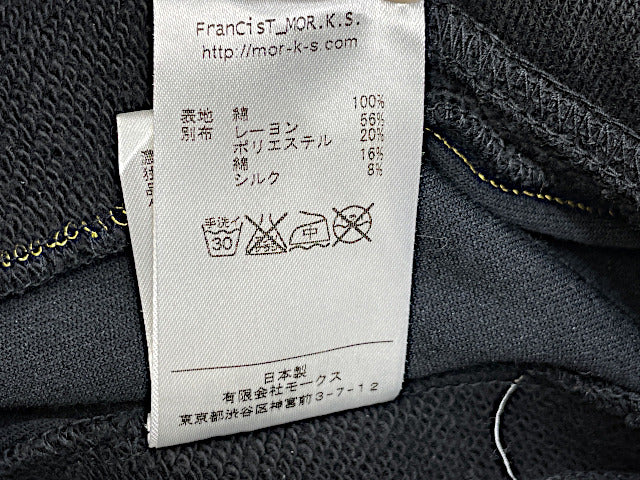 FranCisT_MOR.K.S.
http://mor-k-s.com
表地 綿 100%
別布 レーヨン 56%
ポリエステル 20%
綿 16%
シルク 8%
手洗イ
30
中
日本製
有限会社モークス
東京都渋谷区神宮前3-7-12